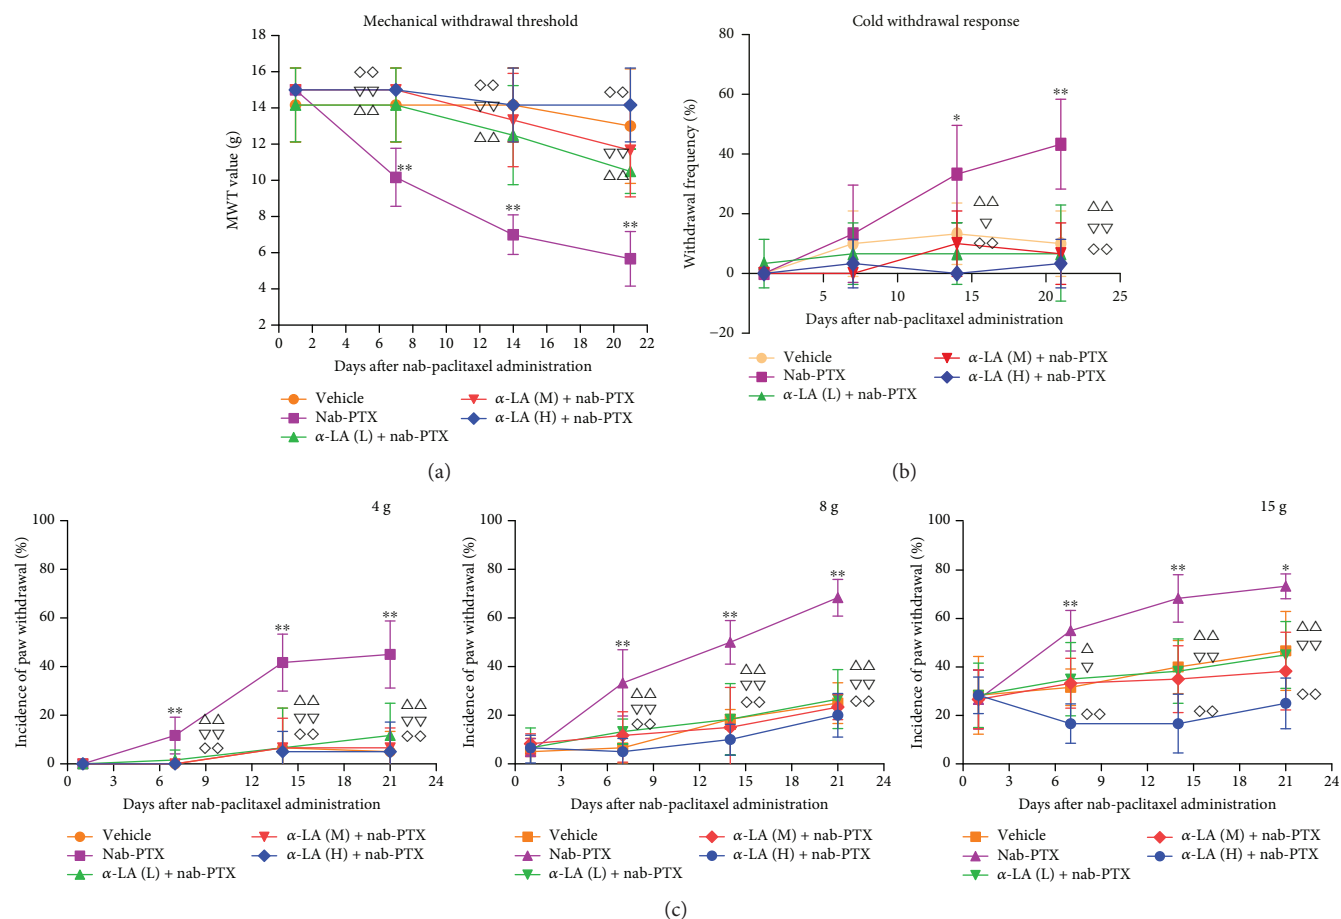 Mechanical withdrawal threshold
18
16
14
12
10
8
6
4
2
MWT value (g)
**
**
**
0 2 4 6 8 10 12 14 16 18 20 22
Days after nab-paclitaxel administration
Vehicle
Nab-PTX
α-LA (L) + nab-PTX
α-LA (M) + nab-PTX
α-LA (H) + nab-PTX
(a)
Cold withdrawal response
80
60
40
20
0
−20
Withdrawal frequency (%)
*
**
5 10 15 20 25
Days after nab-paclitaxel administration
Vehicle
Nab-PTX
α-LA (L) + nab-PTX
α-LA (M) + nab-PTX
α-LA (H) + nab-PTX
(b)
4 g
100
80
60
40
20
0
Incidence of paw withdrawal (%)
**
**
**
0 3 6 9 12 15 18 21 24
Days after nab-paclitaxel administration
Vehicle
Nab-PTX
α-LA (L) + nab-PTX
α-LA (M) + nab-PTX
α-LA (H) + nab-PTX
8 g
100
80
60
40
20
0
Incidence of paw withdrawal (%)
**
**
**
0 3 6 9 12 15 18 21 24
Days after nab-paclitaxel administration
Vehicle
Nab-PTX
α-LA (L) + nab-PTX
α-LA (M) + nab-PTX
α-LA (H) + nab-PTX
15 g
100
80
60
40
20
0
Incidence of paw withdrawal (%)
**
**
*
0 3 6 9 12 15 18 21 24
Days after nab-paclitaxel administration
Vehicle
Nab-PTX
α-LA (L) + nab-PTX
α-LA (M) + nab-PTX
α-LA (H) + nab-PTX
(c)